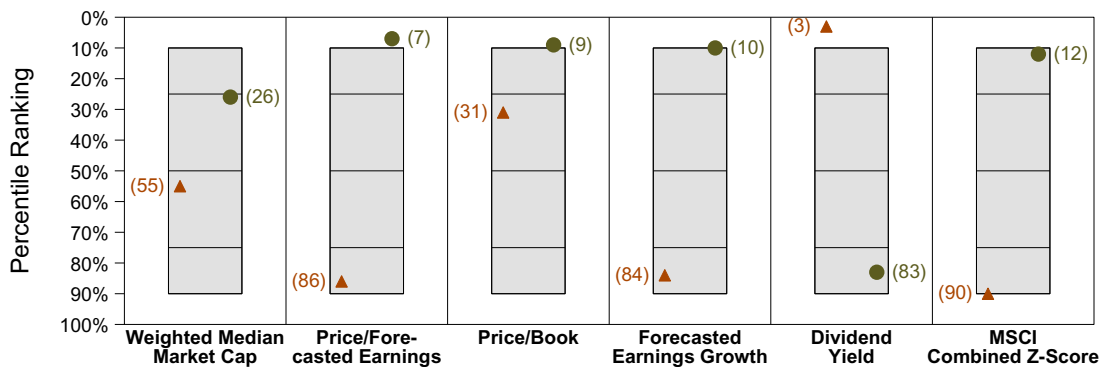 Percentile Ranking
0%
10%
20%
30%
40%
50%
60%
70%
80%
90%
100%
(55)
(26)
(86)
(7)
(31)
(9)
(84)
(10)
(3)
(83)
(90)
(12)
Weighted Median
Market Cap
Price/Fore-
casted Earnings
Price/Book
Forecasted
Earnings Growth
Dividend
Yield
MSCI
Combined Z-Score